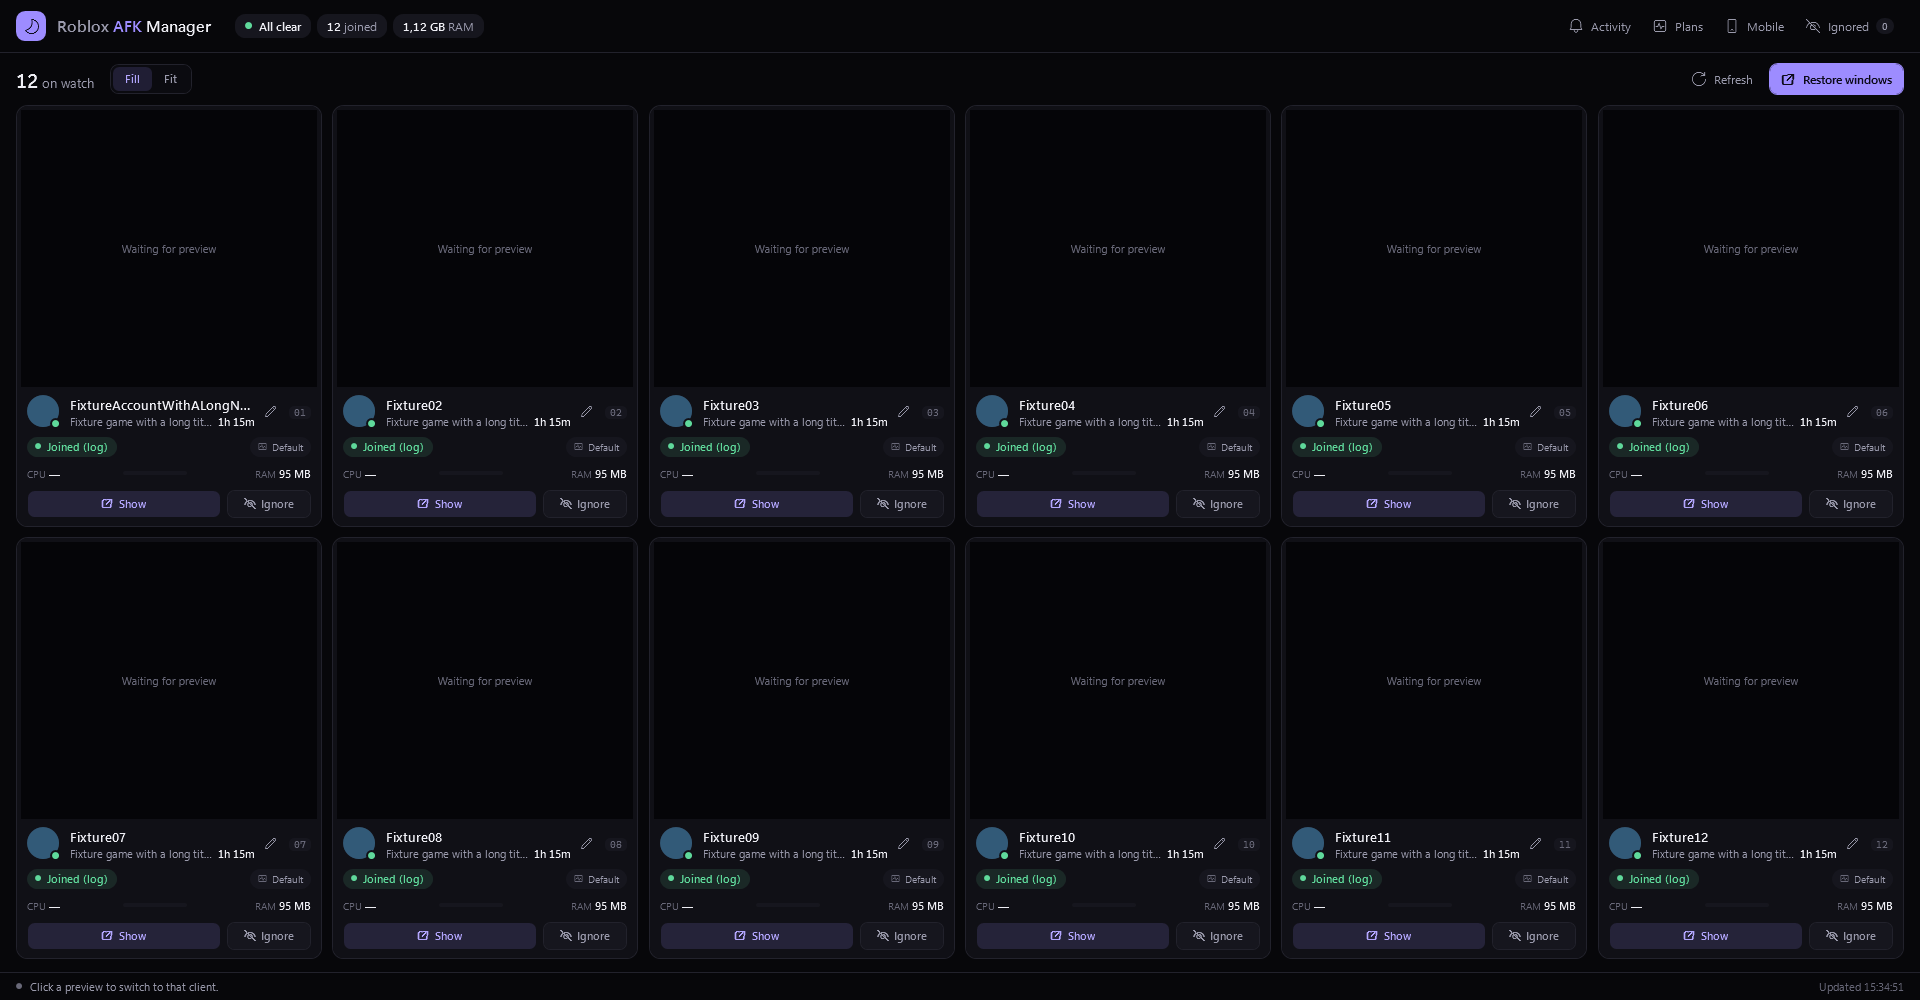 Roblox AFK Manager All clear 12 joined 1,12 GB RAM Activity Plans Mobile Ignored 0
12 on watch Fill Fit Refresh Restore windows
Waiting for preview Waiting for preview Waiting for preview Waiting for preview Waiting for preview Waiting for preview
FixtureAccountWithALongN... 01 Fixture02 02 Fixture03 03 Fixture04 04 Fixture05 05 Fixture06 06
Fixture game with a long tit... 1h 15m Fixture game with a long tit... 1h 15m Fixture game with a long tit... 1h 15m Fixture game with a long tit... 1h 15m Fixture game with a long tit... 1h 15m Fixture game with a long tit... 1h 15m
Joined (log) Default Joined (log) Default Joined (log) Default Joined (log) Default Joined (log) Default Joined (log) Default
CPU — RAM 95 MB CPU — RAM 95 MB CPU — RAM 95 MB CPU — RAM 95 MB CPU — RAM 95 MB CPU — RAM 95 MB
Show Ignore Show Ignore Show Ignore Show Ignore Show Ignore Show Ignore
Waiting for preview Waiting for preview Waiting for preview Waiting for preview Waiting for preview Waiting for preview
Fixture07 07 Fixture08 08 Fixture09 09 Fixture10 10 Fixture11 11 Fixture12 12
Fixture game with a long tit... 1h 15m Fixture game with a long tit... 1h 15m Fixture game with a long tit... 1h 15m Fixture game with a long tit... 1h 15m Fixture game with a long tit... 1h 15m Fixture game with a long tit... 1h 15m
Joined (log) Default Joined (log) Default Joined (log) Default Joined (log) Default Joined (log) Default Joined (log) Default
CPU — RAM 95 MB CPU — RAM 95 MB CPU — RAM 95 MB CPU — RAM 95 MB CPU — RAM 95 MB CPU — RAM 95 MB
Show Ignore Show Ignore Show Ignore Show Ignore Show Ignore Show Ignore
Click a preview to switch to that client. Updated 15:34:51